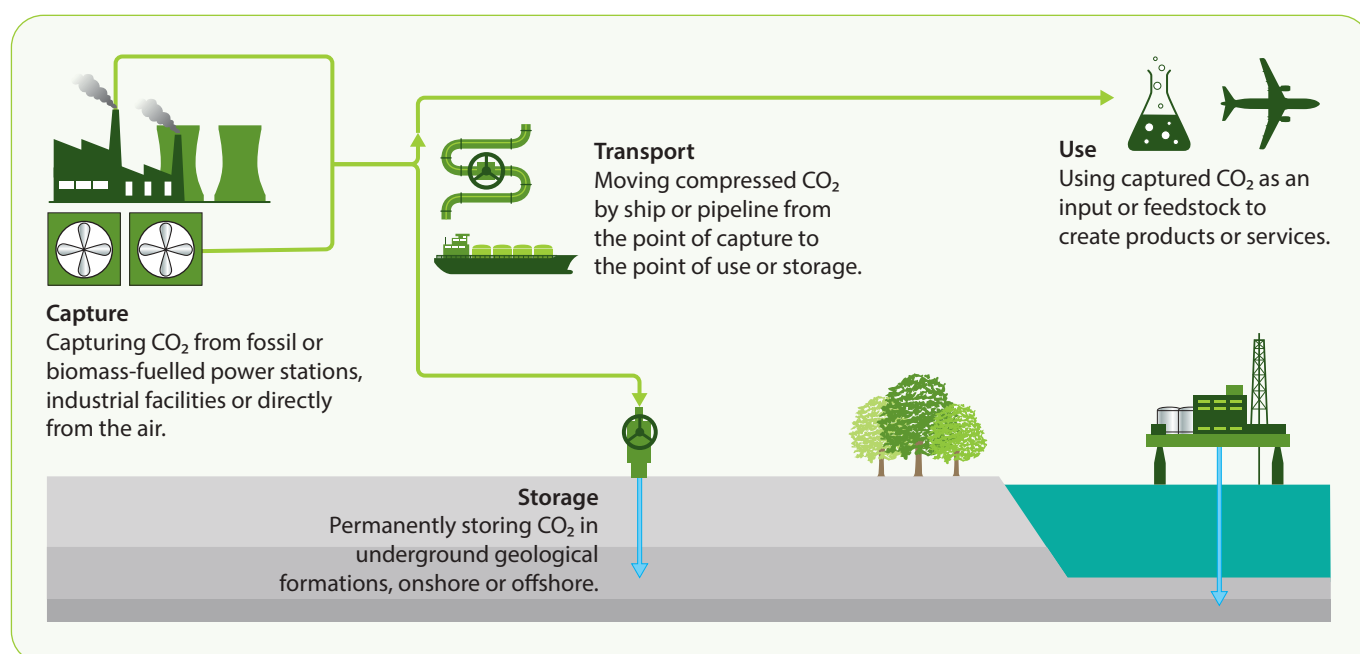 Transport
Moving compressed CO₂
by ship or pipeline from
the point of capture to
the point of use or storage.
Use
Using captured CO₂ as an
input or feedstock to
create products or services.
Capture
Capturing CO₂ from fossil or
biomass-fuelled power stations,
industrial facilities or directly
from the air.
Storage
Permanently storing CO₂ in
underground geological
formations, onshore or offshore.